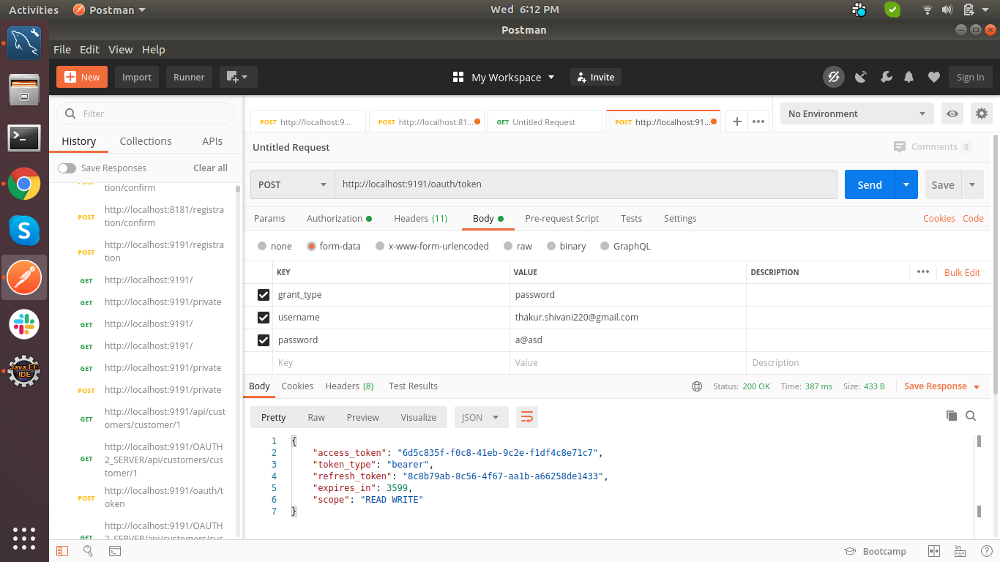 Activities Postman Wed 6:12 PM
Postman
File Edit View Help
New Import Runner My Workspace Invite Sign In
Filter
History Collections APIs
Save Responses Clear all
POST tion/confirm
POST http://localhost:8181/registra
tion/confirm
POST http://localhost:9191/registra
tion
GET http://localhost:9191/
GET http://localhost:9191/private
GET http://localhost:9191/
GET http://localhost:9191/
GET http://localhost:9191/private
POST http://localhost:9191/private
GET http://localhost:9191/api/cust
omers/customer/1
GET http://localhost:9191/OAUTH
2_SERVER/api/customers/cus
tomer/1
POST http://localhost:9191/oauth/t
oken
GET http://localhost:9191/OAUTH
2_SERVER/api/customers/cus
POST http://localhost:9... POST http://localhost:81... GET Untitled Request POST http://localhost:91... + ••• No Environment
Untitled Request Comments 0
POST http://localhost:9191/oauth/token Send Save
Params Authorization Headers (11) Body Pre-request Script Tests Settings Cookies Code
none form-data x-www-form-urlencoded raw binary GraphQL
KEY VALUE DESCRIPTION ••• Bulk Edit
grant_type password
username thakur.shivani220@gmail.com
password a@asd
Key Value Description
Body Cookies Headers (8) Test Results Status: 200 OK Time: 387 ms Size: 433 B Save Response
Pretty Raw Preview Visualize JSON
1 {
2 "access_token": "6d5c835f-f0c8-41eb-9c2e-f1df4c8e71c7",
3 "token_type": "bearer",
4 "refresh_token": "8c8b79ab-8c56-4f67-aa1b-a66258de1433",
5 "expires_in": 3599,
6 "scope": "READ WRITE"
7 }
Java EE
IDE
Bootcamp